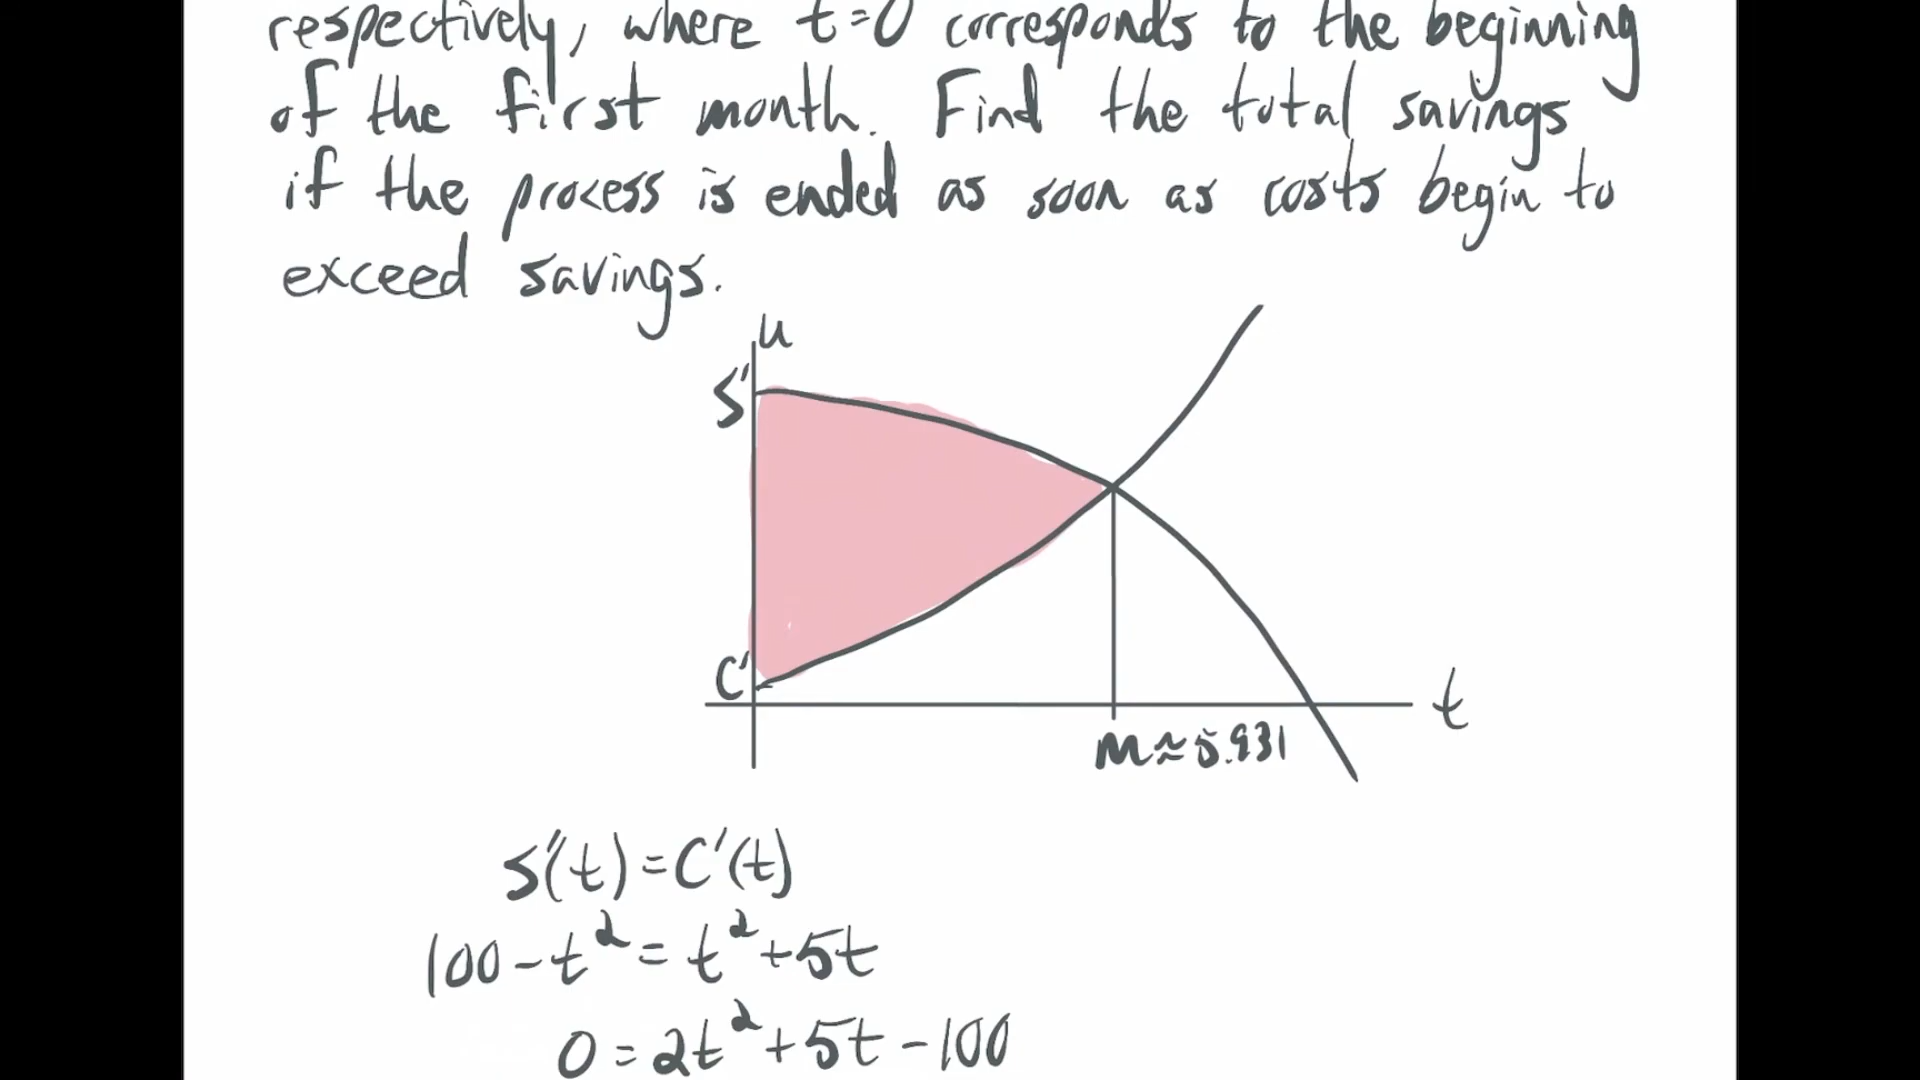 respectively, where t=0 corresponds to the beginning
of the first month. Find the total savings
if the process is ended as soon as costs begin to
exceed savings.
u
S'
C'
t
m≈5.931
S'(t)=C'(t)
100-t²=t²+5t
0=2t²+5t-100